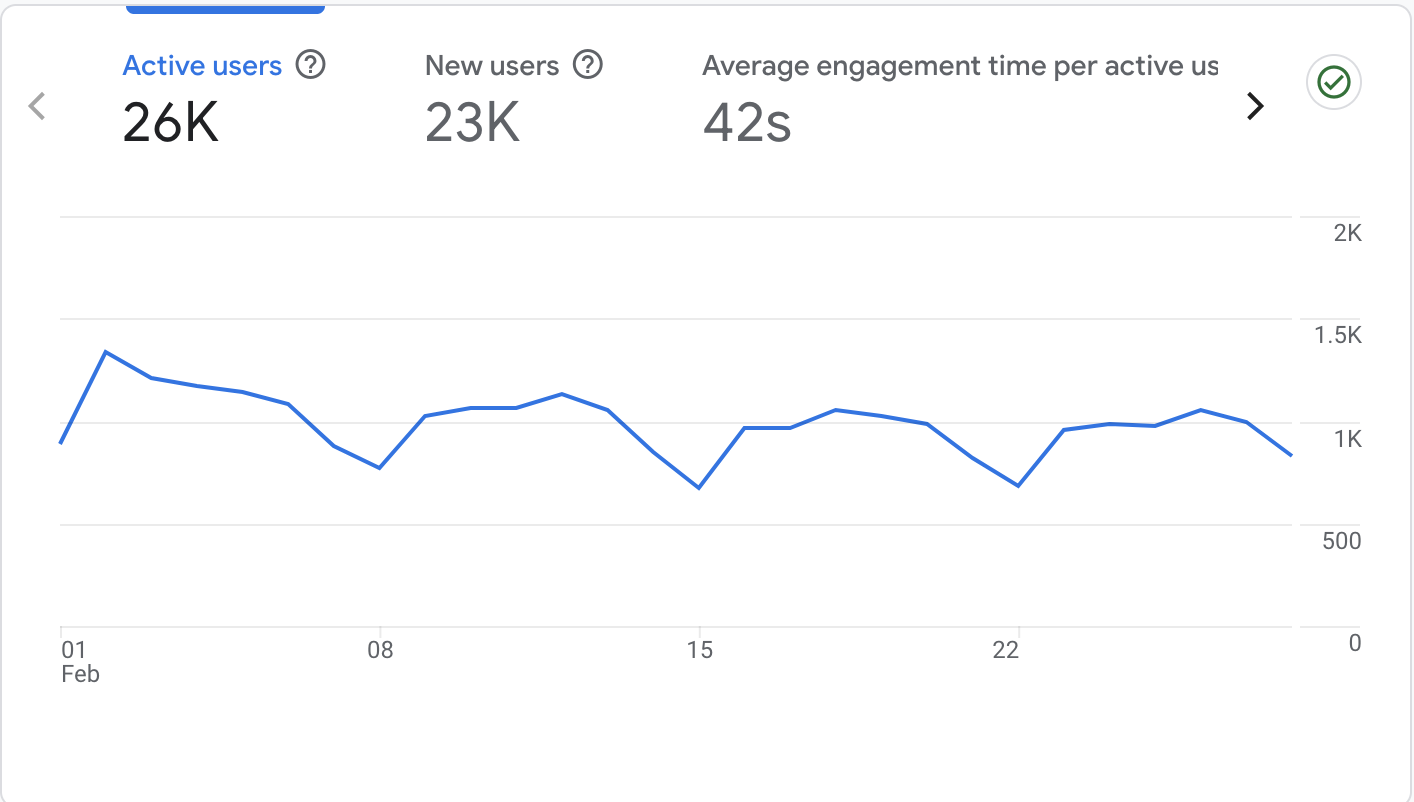 Active users
New users
Average engagement time per active us
26K
23K
42s
2K
1.5K
1K
500
0
01
Feb
08
15
22